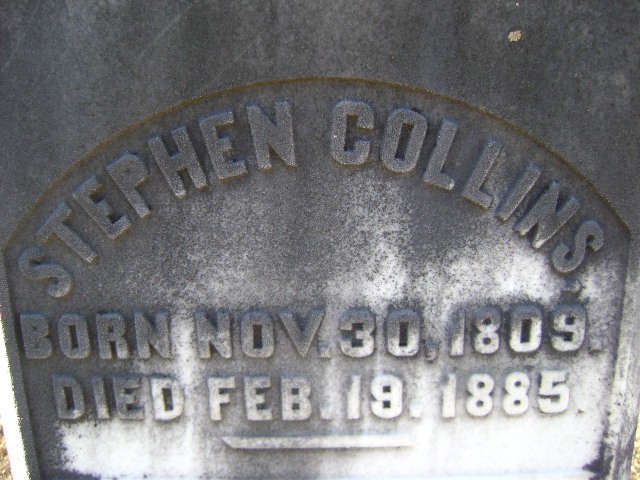 STEPHEN COLLINS,
BORN NOV. 30, 1809.
DIED FEB. 19. 1885.